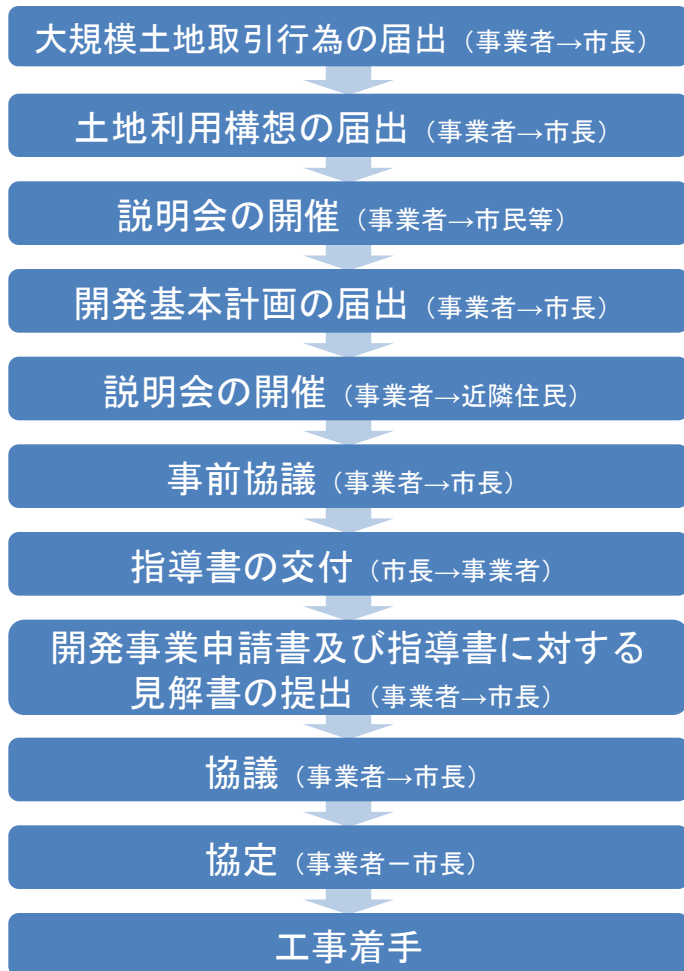 大規模土地取引行為の届出（事業者→市長）
土地利用構想の届出（事業者→市長）
説明会の開催（事業者→市民等）
開発基本計画の届出（事業者→市長）
説明会の開催（事業者→近隣住民）
事前協議（事業者→市長）
指導書の交付（市長→事業者）
開発事業申請書及び指導書に対する
見解書の提出（事業者→市長）
協議（事業者→市長）
協定（事業者－市長）
工事着手